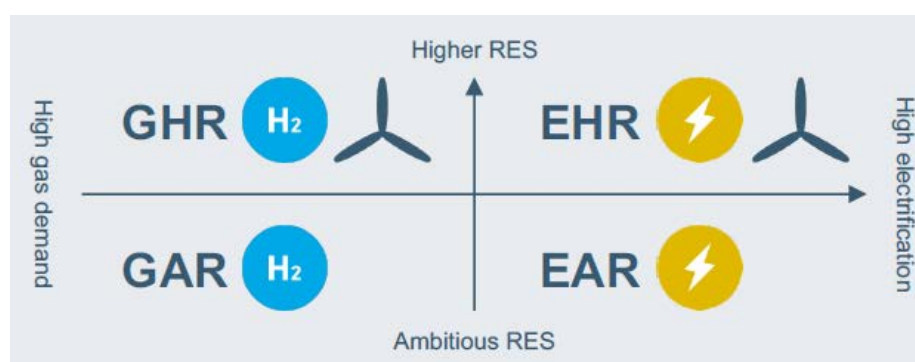 Higher RES
High gas demand
GHR H₂
EHR
High electrification
GAR H₂
EAR
Ambitious RES